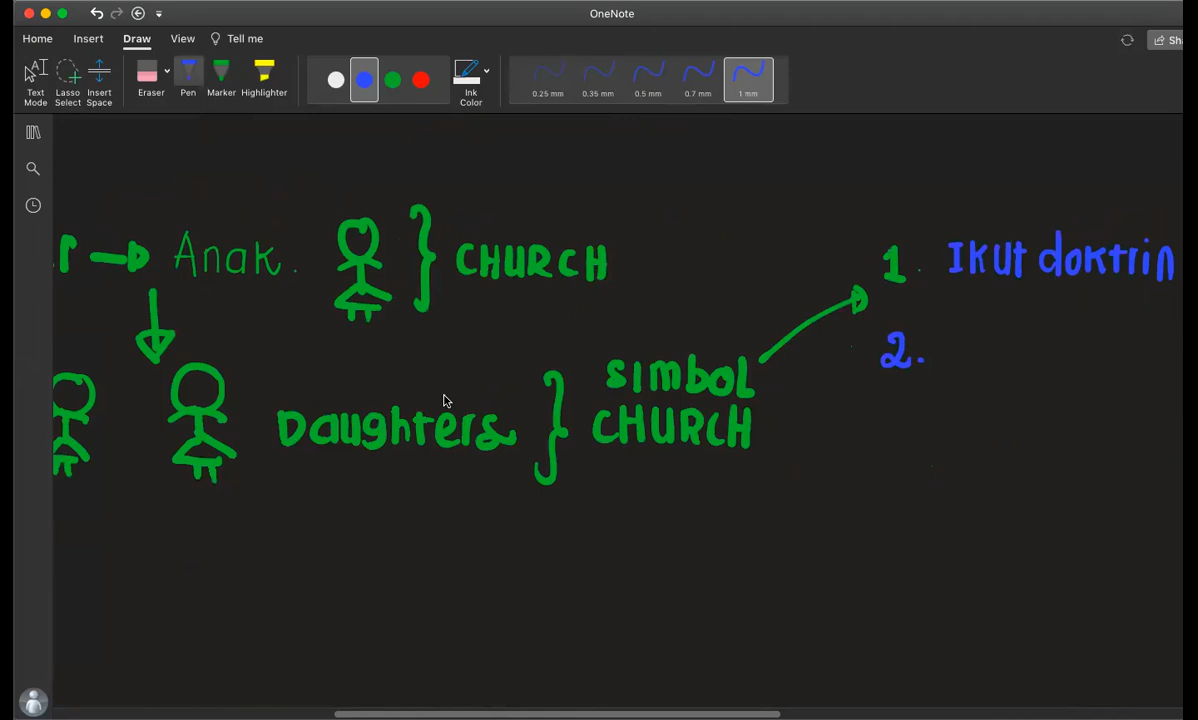 OneNote
Home Insert Draw View Tell me
Sha
Text Mode
Lasso Select
Insert Space
Eraser
Pen
Marker
Highlighter
Ink Color
0.25 mm
0.35 mm
0.5 mm
0.7 mm
1 mm
Anak. CHURCH
1. Ikut doktrin
2.
Daughters
SIMBOL
CHURCH